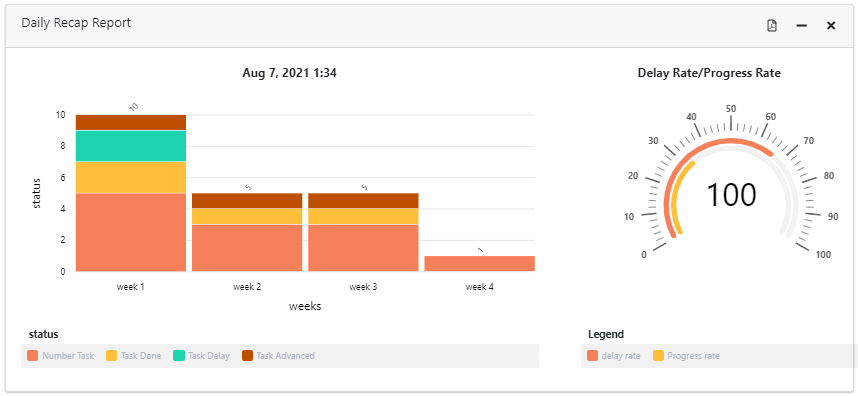 Daily Recap Report
Aug 7, 2021 1:34
10
8
6
4
2
0
status
10
5
5
1
week 1
week 2
week 3
week 4
weeks
status
Number Task
Task Done
Task Delay
Task Advanced
Delay Rate/Progress Rate
0
10
20
30
40
50
60
70
80
90
100
100
Legend
delay rate
Progress rate